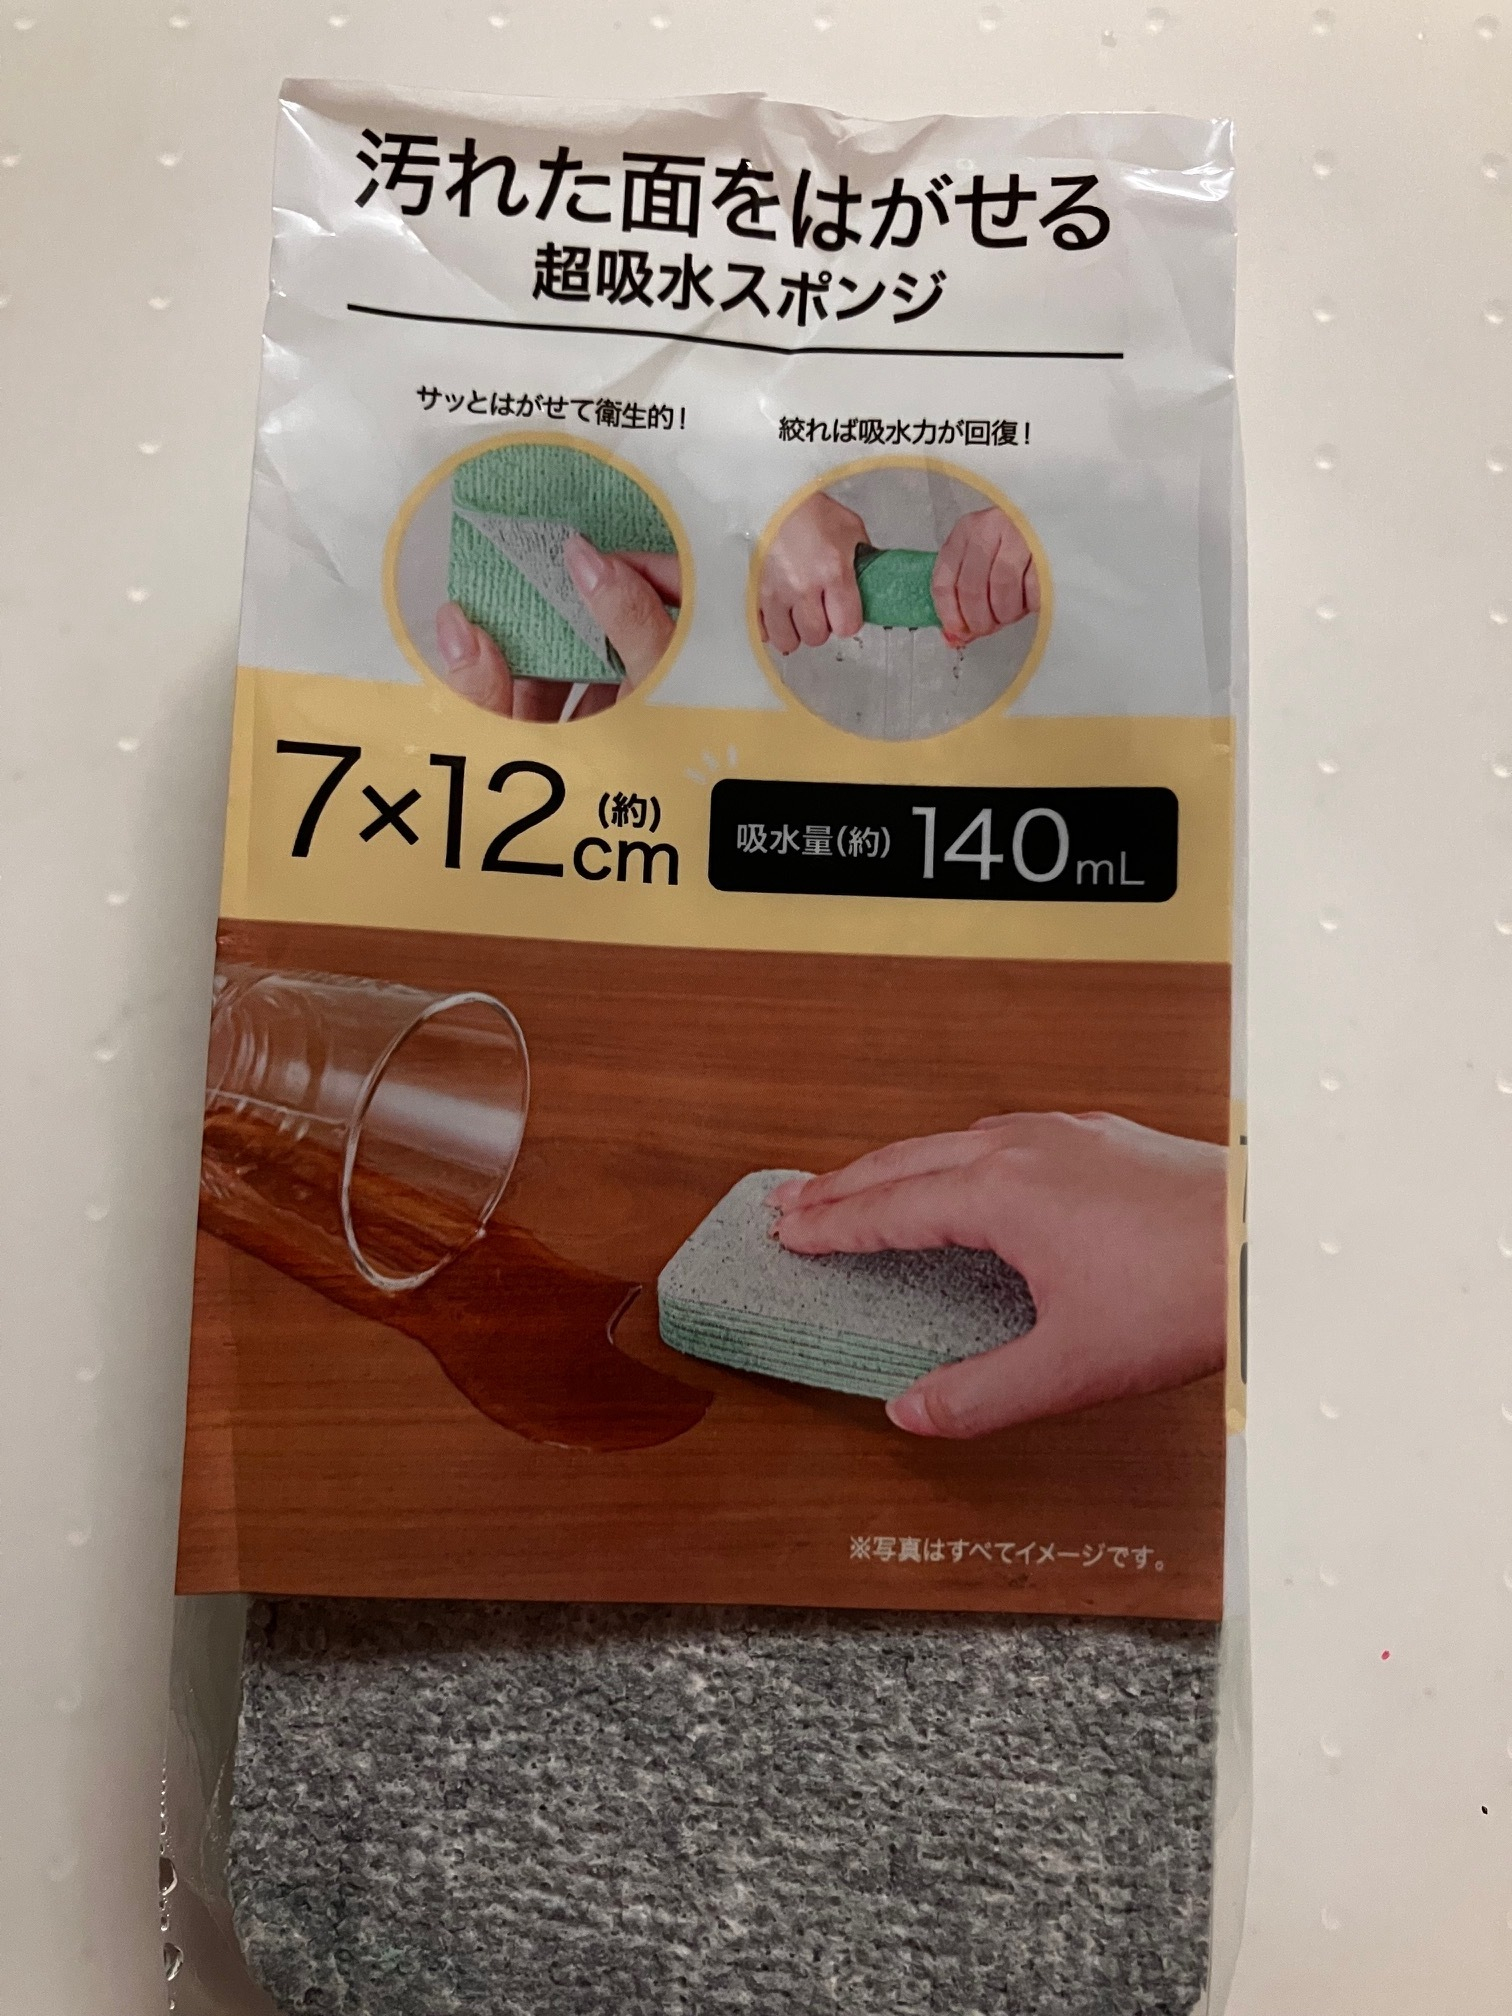 汚れた面をはがせる
超吸水スポンジ
サッとはがせて衛生的!
絞れば吸水力が回復!
7×12cm(約)
吸水量(約)140mL
※写真はすべてイメージです。